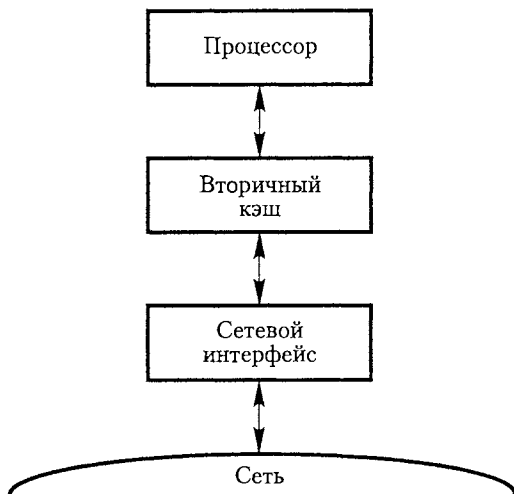 Процессор
Вторичный
кэш
Сетевой
интерфейс
Сеть